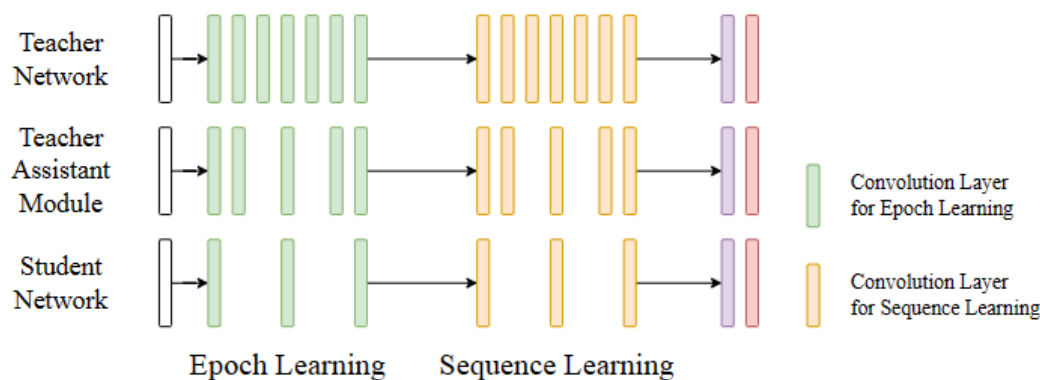 Teacher
Network
Teacher
Assistant
Module
Student
Network
Convolution Layer
for Epoch Learning
Convolution Layer
for Sequence Learning
Epoch Learning
Sequence Learning